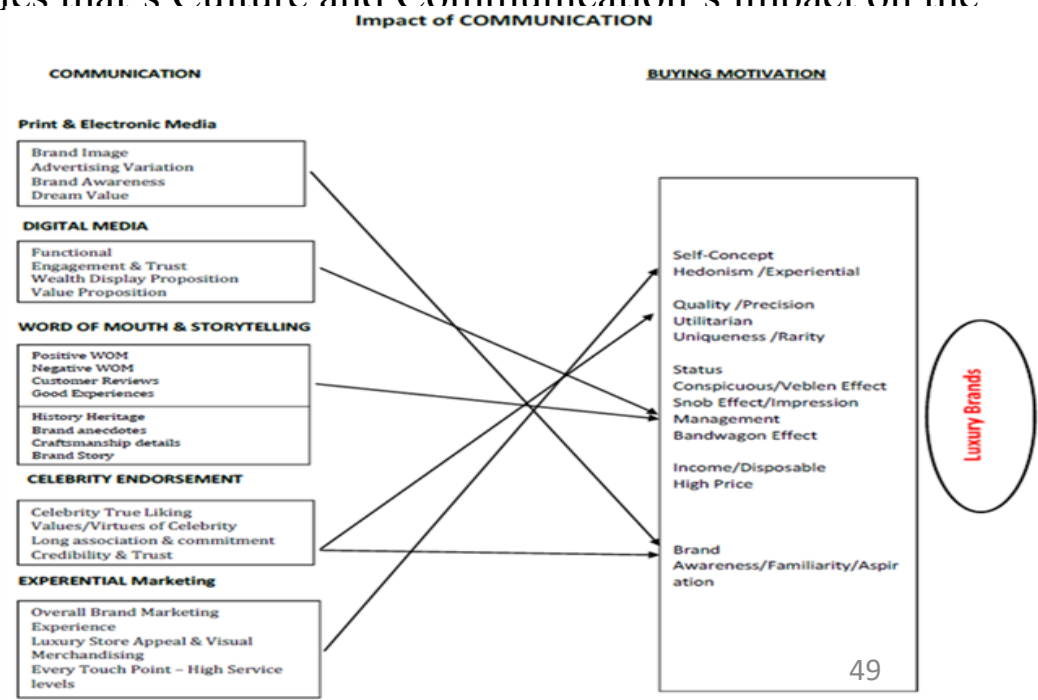 Impact of COMMUNICATION
COMMUNICATION
BUYING MOTIVATION
Print & Electronic Media
Brand Image
Advertising Variation
Brand Awareness
Dream Value
DIGITAL MEDIA
Functional
Engagement & Trust
Wealth Display Proposition
Value Proposition
WORD OF MOUTH & STORYTELLING
Positive WOM
Negative WOM
Customer Reviews
Good Experiences
History Heritage
Brand anecdotes
Craftsmanship details
Brand Story
CELEBRITY ENDORSEMENT
Celebrity True Liking
Values/Virtues of Celebrity
Long association & commitment
Credibility & Trust
EXPERENTIAL Marketing
Overall Brand Marketing
Experience
Luxury Store Appeal & Visual
Merchandising
Every Touch Point – High Service
levels
Self-Concept
Hedonism /Experiential
Quality /Precision
Utilitarian
Uniqueness /Rarity
Status
Conspicuous/Veblen Effect
Snob Effect/Impression
Management
Bandwagon Effect
Income/Disposable
High Price
Brand
Awareness/Familiarity/Aspir
ation
49
Luxury Brands